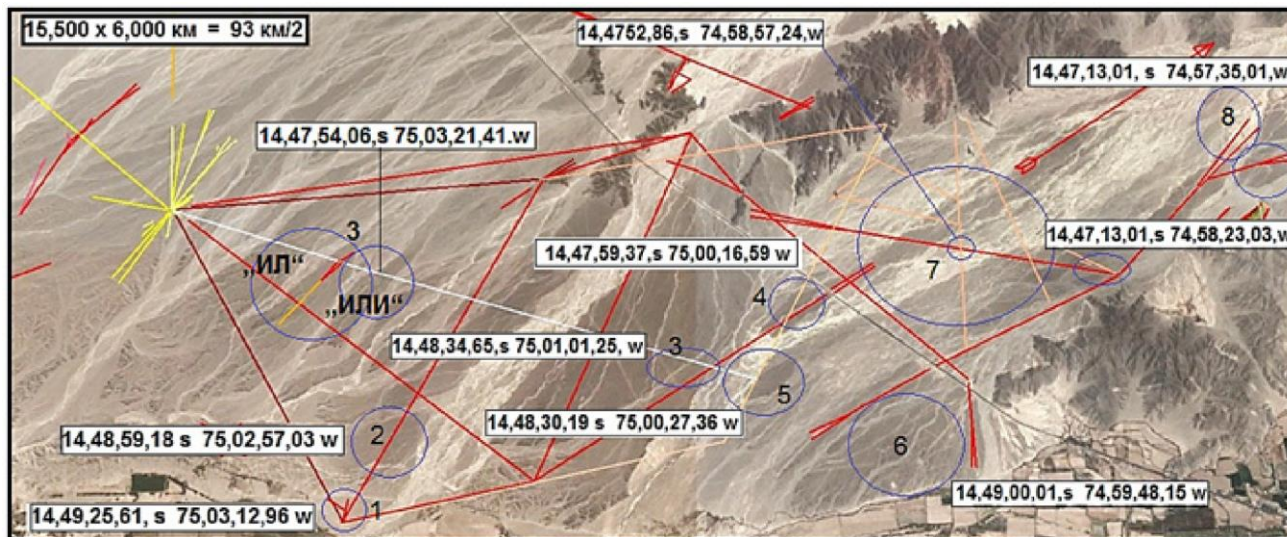 15,500 x 6,000 км = 93 км/2
14,4752,86,s 74,58,57,24,w
14,47,13,01, s 74,57,35,01,w
8
14,47,54,06,s 75,03,21,41.w
3
„ИЛ“
14,47,59,37,s 75,00,16,59 w
14,47,13,01,s 74,58,23,03,w
7
„ИЛИ“
4
14,48,34,65,s 75,01,01,25, w
3
5
14,48,30,19 s 75,00,27,36 w
14,48,59,18 s 75,02,57,03 w
2
6
14,49,00,01,s 74,59,48,15,w
14,49,25,61, s 75,03,12,96 w
1